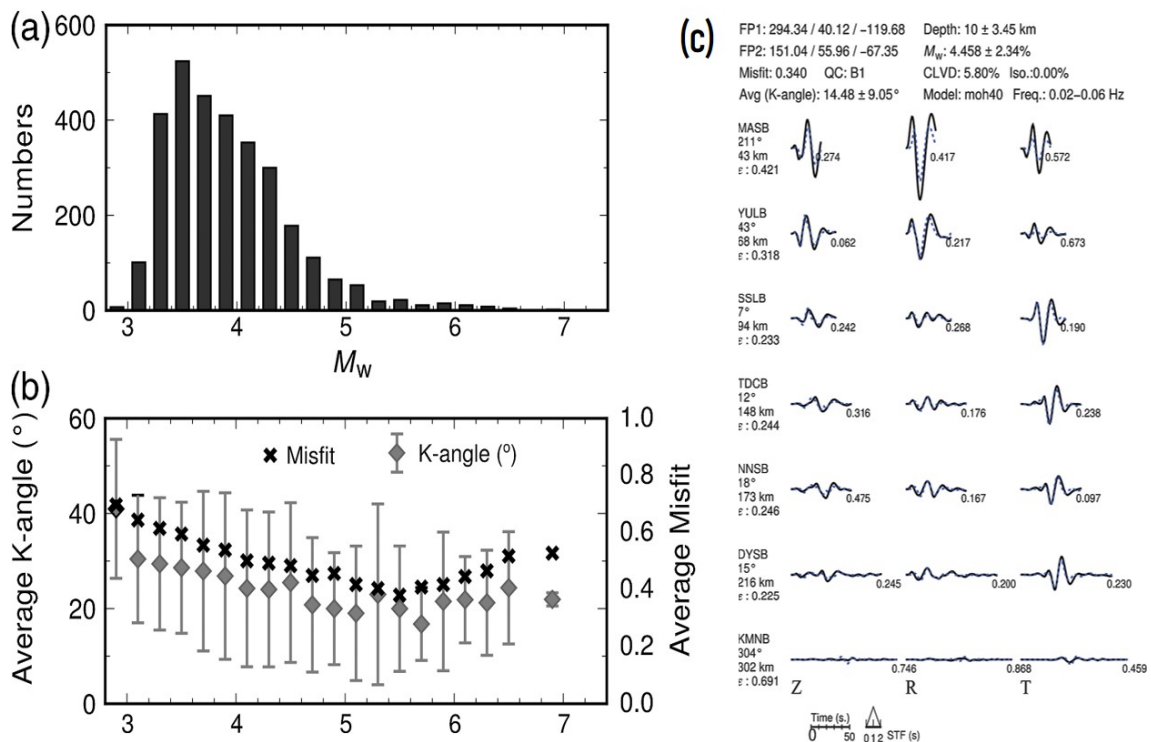 (a)
600
400
200
0
Numbers
3 4 5 6 7
Mw
(b)
60
40
20
0
Average K-angle (°)
Misfit K-angle (º)
1.0
0.8
0.6
0.4
0.2
0.0
Average Misfit
3 4 5 6 7
(c)
FP1: 294.34 / 40.12 / −119.68 Depth: 10 ± 3.45 km
FP2: 151.04 / 55.96 / −67.35 Mw: 4.458 ± 2.34%
Misfit: 0.340 QC: B1 CLVD: 5.80% Iso.:0.00%
Avg (K-angle): 14.48 ± 9.05° Model: moh40 Freq.: 0.02–0.06 Hz
MASB
211°
43 km
ε : 0.421
0.274 0.417 0.572
YULB
43°
68 km
ε : 0.318
0.062 0.217 0.673
SSLB
7°
94 km
ε : 0.233
0.242 0.268 0.190
TDCB
12°
148 km
ε : 0.244
0.316 0.176 0.238
NNSB
18°
173 km
ε : 0.246
0.475 0.167 0.097
DYSB
15°
216 km
ε : 0.225
0.245 0.200 0.230
KMNB
304°
302 km
ε : 0.691
0.746 0.868 0.459
Z R T
Time (s.)
0 50
0 1 2 STF (s)